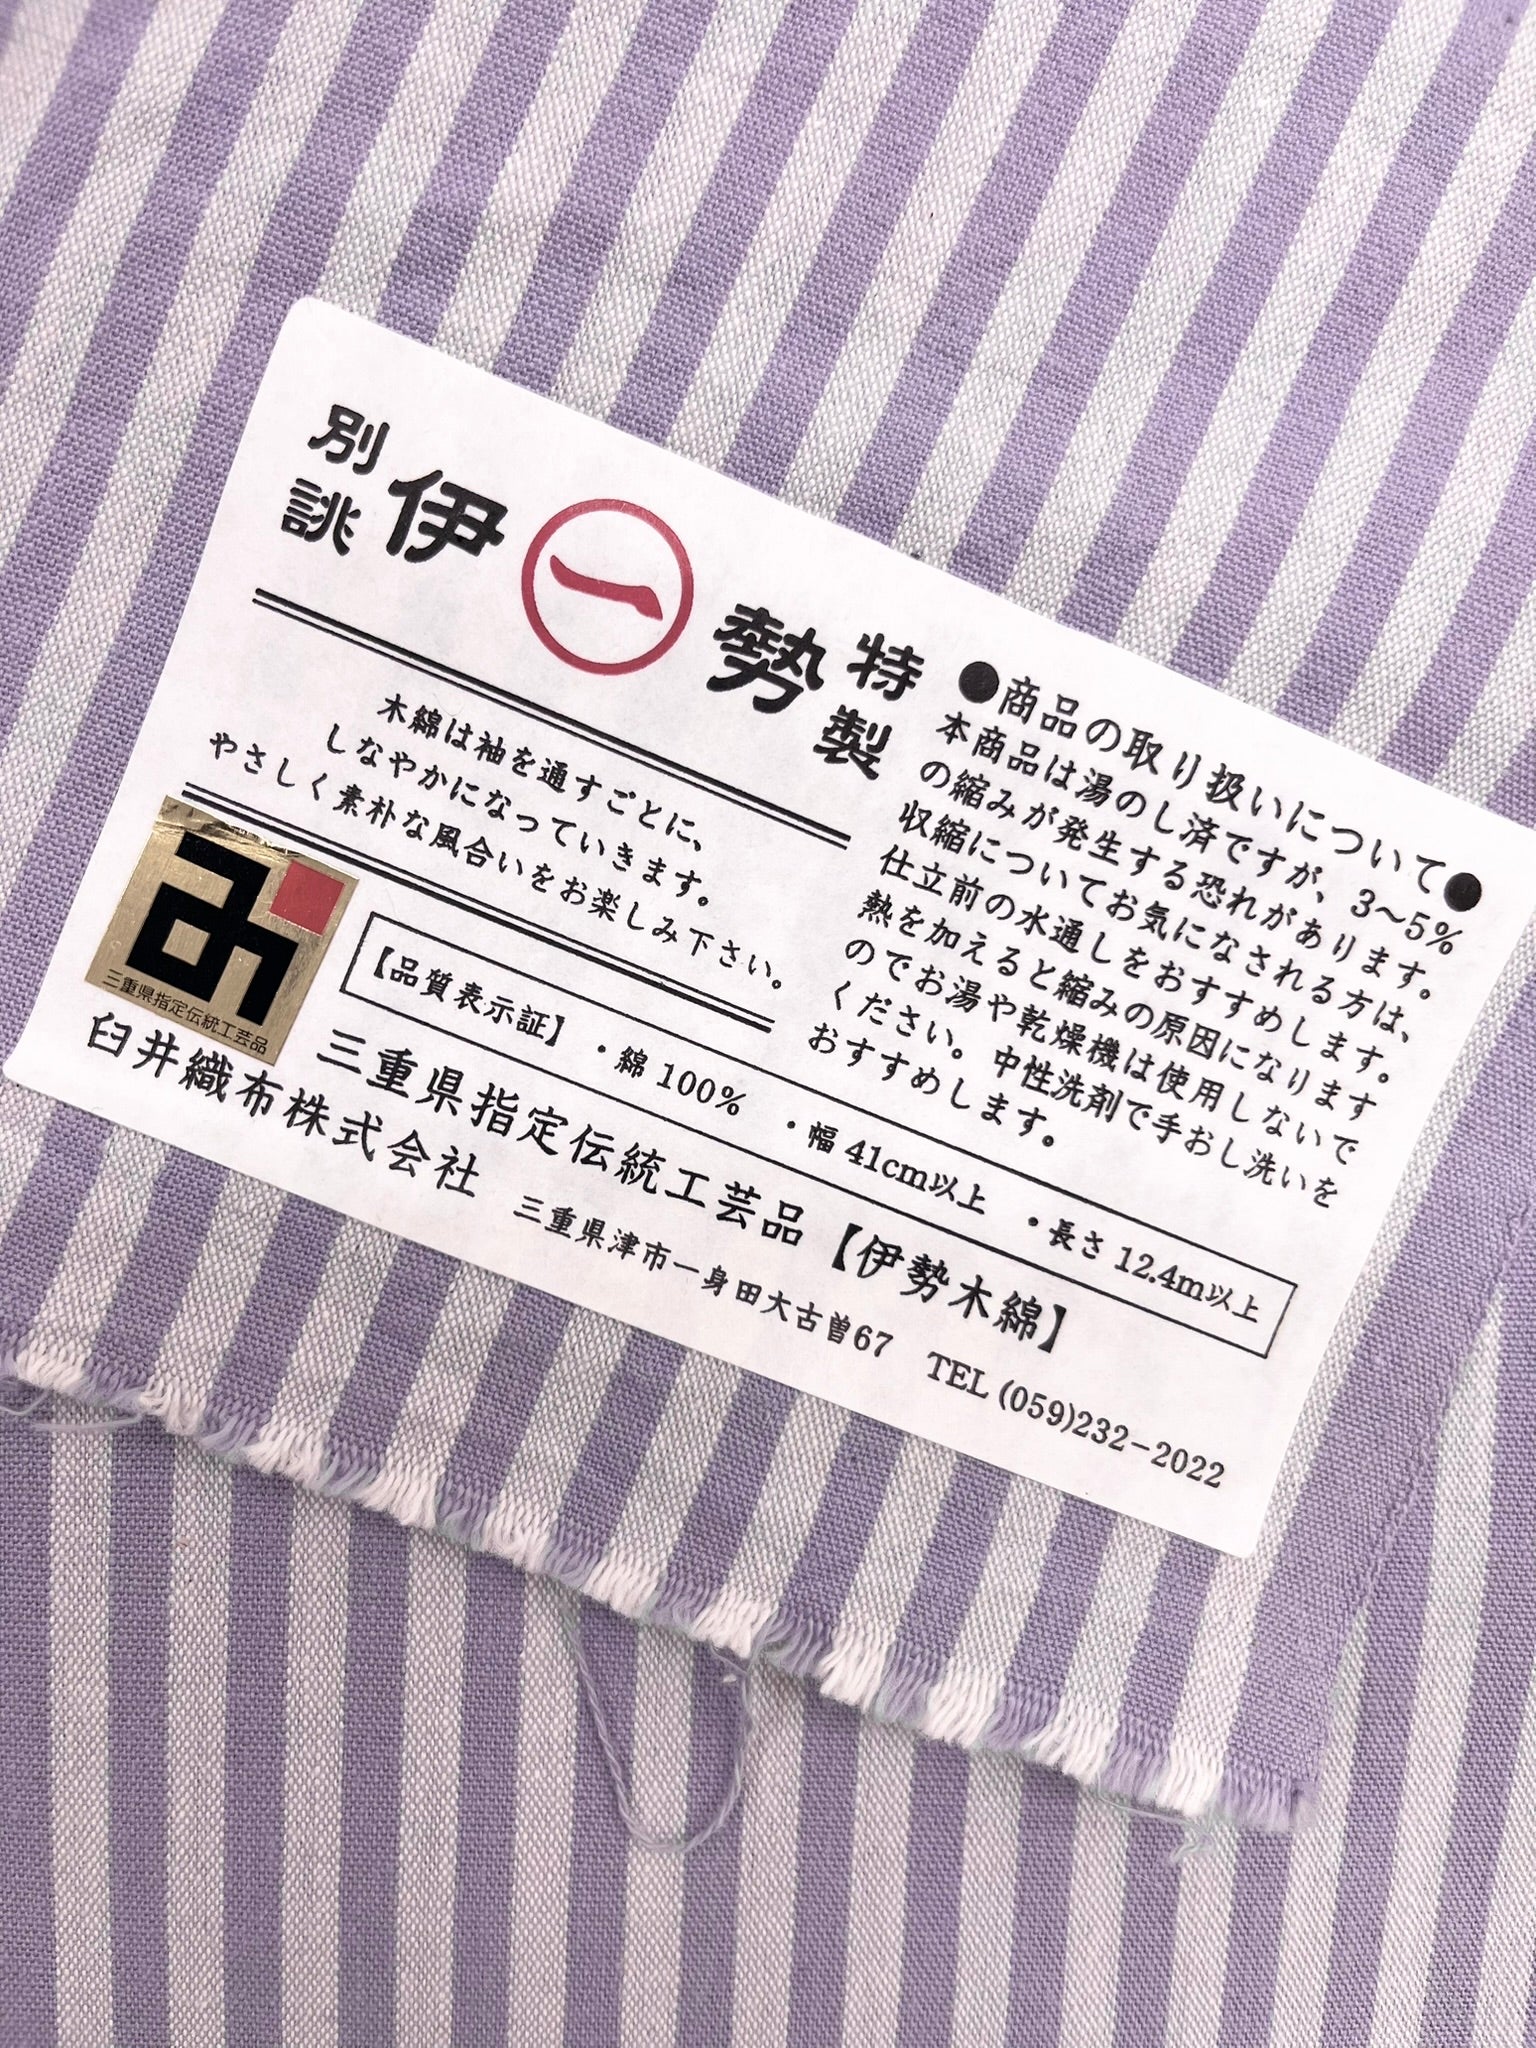 別誂
伊
一
勢
特製
木綿は袖を通すごとに、
しなやかになっていきます。
やさしく素朴な風合いをお楽しみ下さい。
●商品の取り扱いについて●
本商品は湯のし済ですが、3～5%
の縮みが発生する恐れがあります。
収縮についてお気になされる方は、
仕立前の水通しをおすすめします。
熱を加えると縮みの原因になります
のでお湯や乾燥機は使用しないで
ください。中性洗剤で手おし洗いを
おすすめします。
【品質表示証】 ・綿 100% ・幅 41cm以上 ・長さ 12.4m以上
三重県指定伝統工芸品
三重県指定伝統工芸品【伊勢木綿】
臼井織布株式会社 三重県津市一身田大古曽67 TEL (059)232-2022